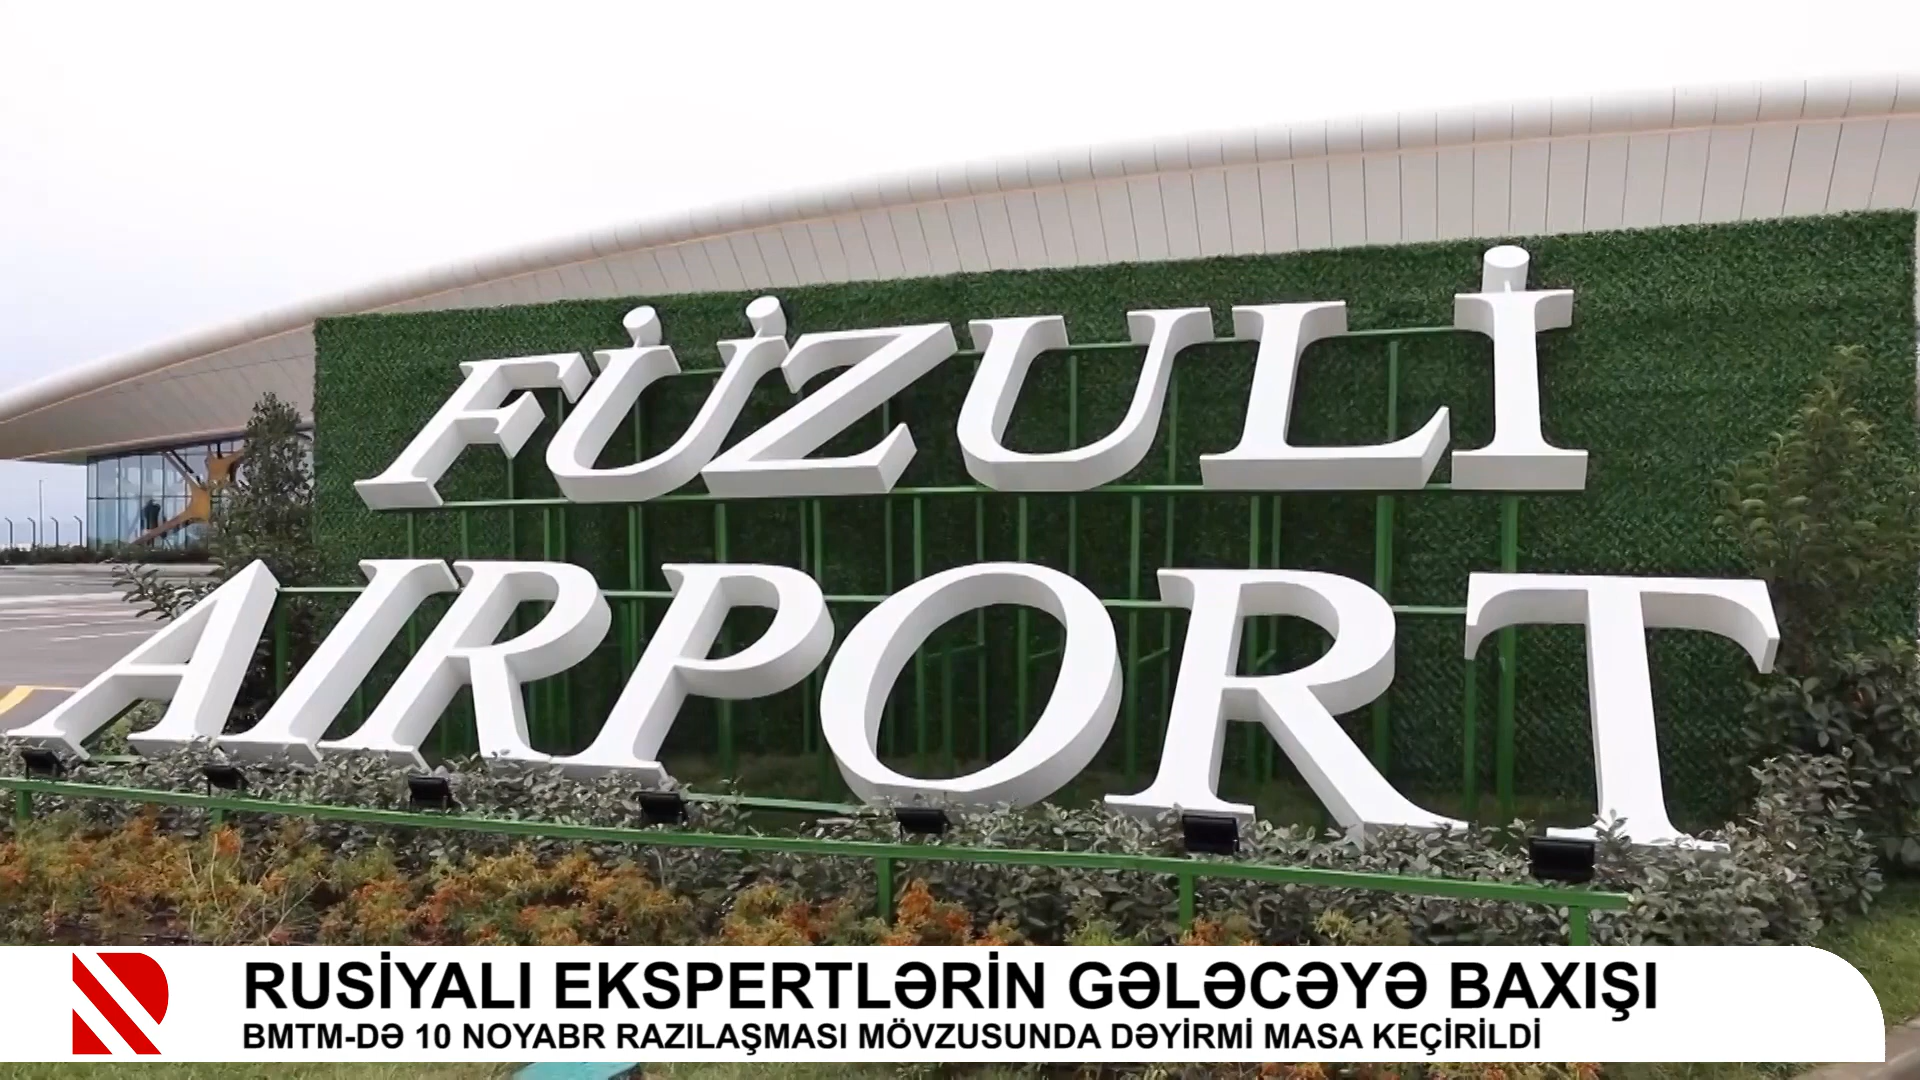 FÜZULİ
AIRPORT
RUSİYALI EKSPERTLƏRİN GƏLƏCƏYƏ BAXIŞI
BMTM-DƏ 10 NOYABR RAZILAŞMASI MÖVZUSUNDA DƏYİRMİ MASA KEÇİRİLDİ